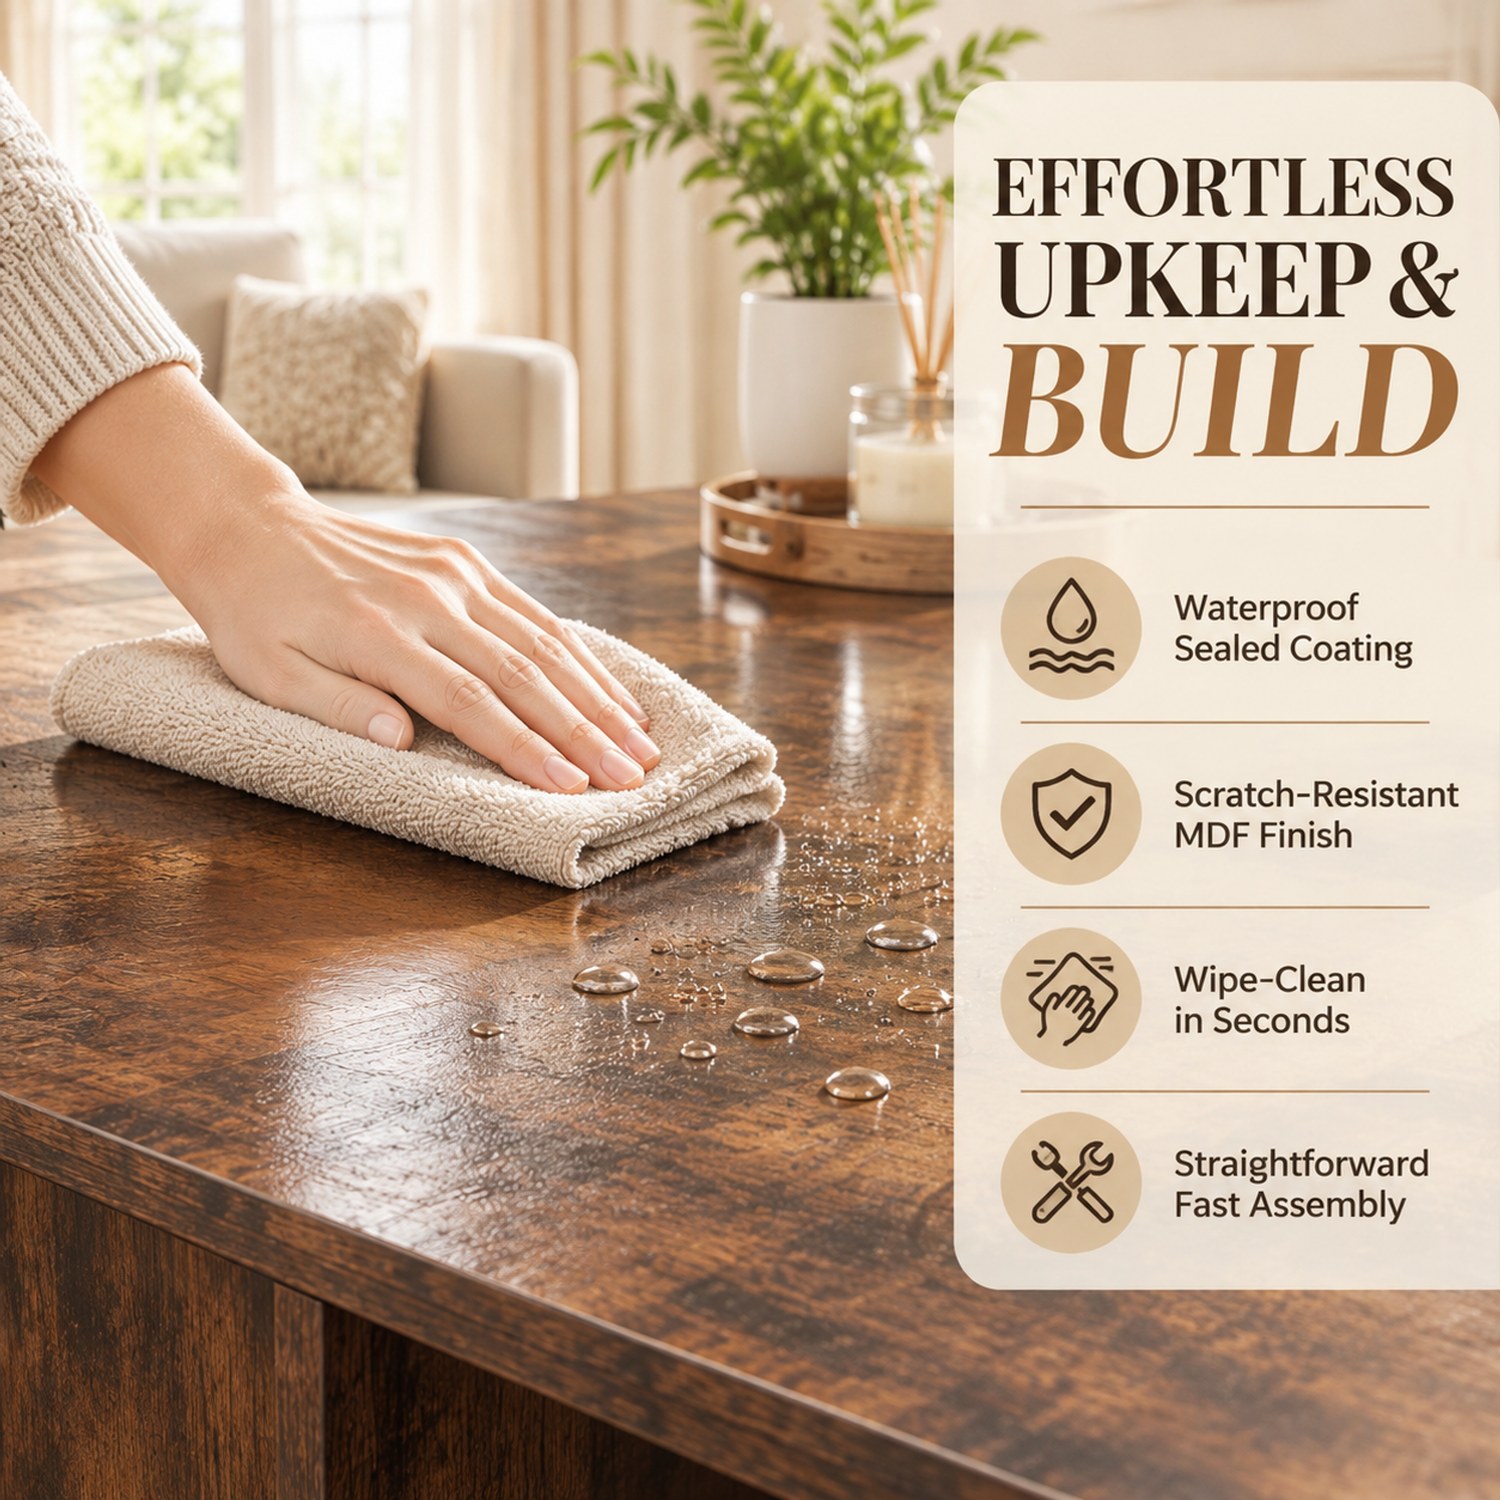 EFFORTLESS
UPKEEP &
BUILD
Waterproof
Sealed Coating
Scratch-Resistant
MDF Finish
Wipe-Clean
in Seconds
Straightforward
Fast Assembly